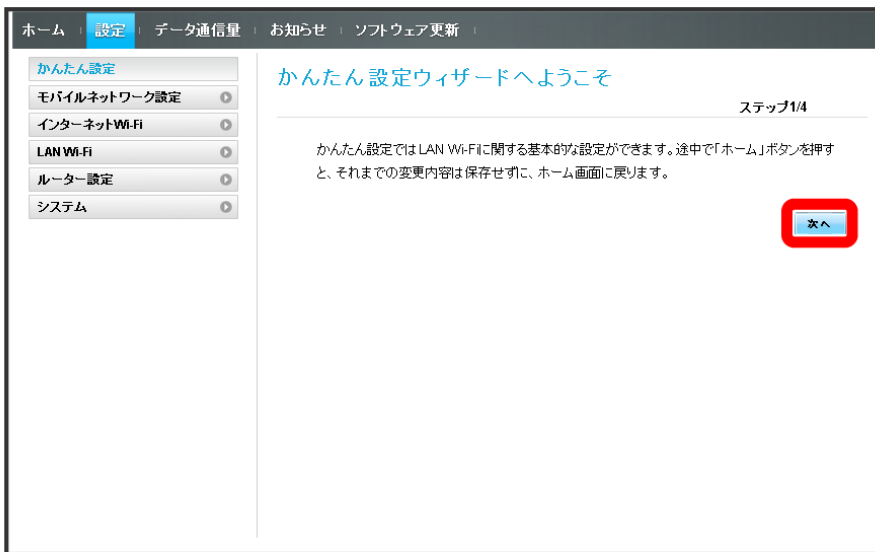 ホーム 設定 データ通信量 お知らせ ソフトウェア更新
かんたん設定
モバイルネットワーク設定
インターネットWi-Fi
LAN Wi-Fi
ルーター設定
システム
かんたん設定ウィザードへようこそ
ステップ1/4
かんたん設定ではLAN Wi-Fiに関する基本的な設定ができます。途中で「ホーム」ボタンを押す
と、それまでの変更内容は保存せずに、ホーム画面に戻ります。
次へ